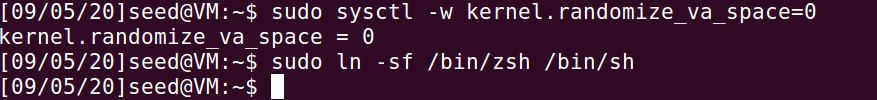 [09/05/20]seed@VM:~$ sudo sysctl -w kernel.randomize_va_space=0
kernel.randomize_va_space = 0
[09/05/20]seed@VM:~$ sudo ln -sf /bin/zsh /bin/sh
[09/05/20]seed@VM:~$